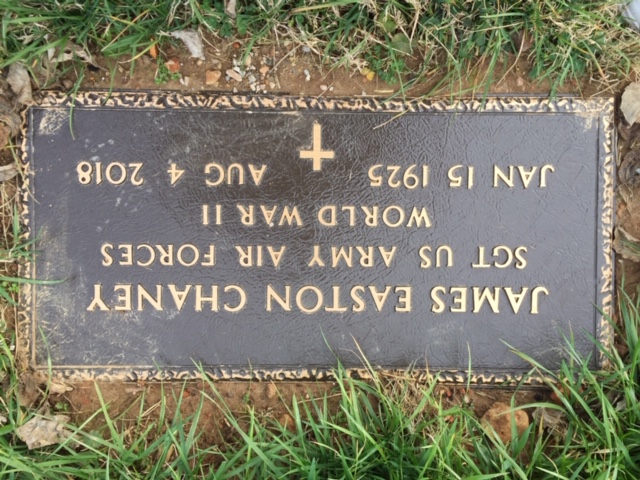 JAMES EASTON CHANEY
SGT US ARMY AIR FORCES
WORLD WAR II
JAN 15 1925 AUG 4 2018